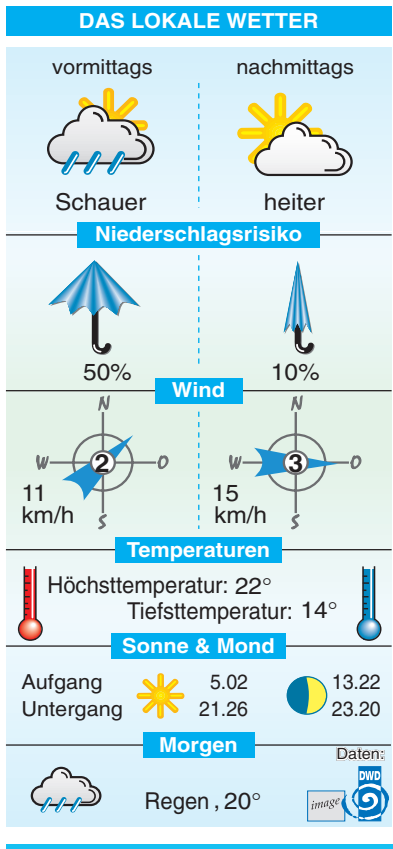 DAS LOKALE WETTER
vormittags nachmittags
Schauer heiter
Niederschlagsrisiko
50% 10%
Wind
N N
W 2 O W 3 O
11 km/h 15 km/h
S S
Temperaturen
Höchsttemperatur: 22°
Tiefsttemperatur: 14°
Sonne & Mond
Aufgang 5.02 13.22
Untergang 21.26 23.20
Morgen
Daten:
DWD
Regen , 20° image